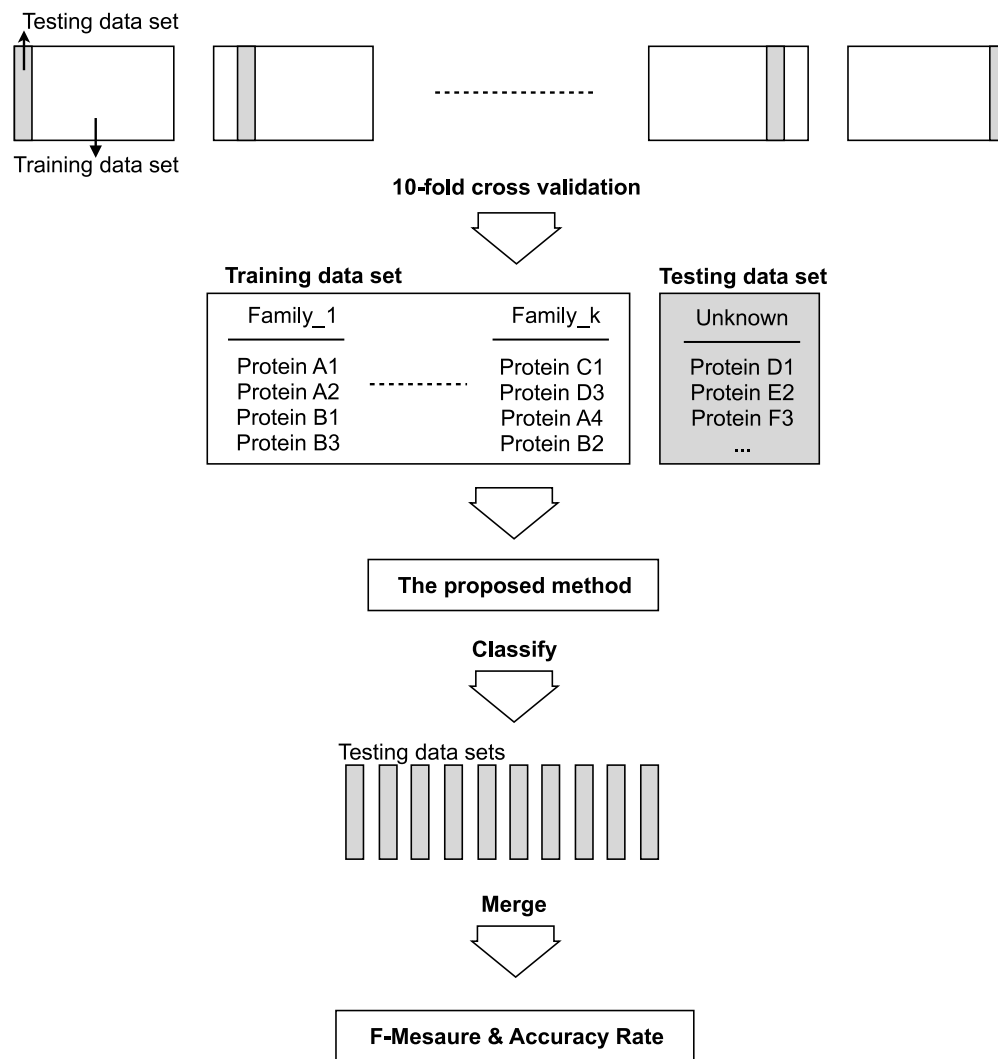 Testing data set
Training data set
10-fold cross validation
Training data set
Testing data set
Family_1
Family_k
Unknown
Protein A1
Protein C1
Protein D1
Protein A2
Protein D3
Protein E2
Protein B1
Protein A4
Protein F3
Protein B3
Protein B2
...
The proposed method
Classify
Testing data sets
Merge
F-Mesaure & Accuracy Rate